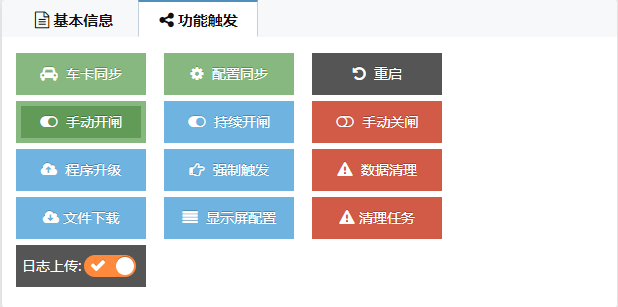 基本信息 功能触发
车卡同步 配置同步 重启
手动开闸 持续开闸 手动关闸
程序升级 强制触发 数据清理
文件下载 显示屏配置 清理任务
日志上传: